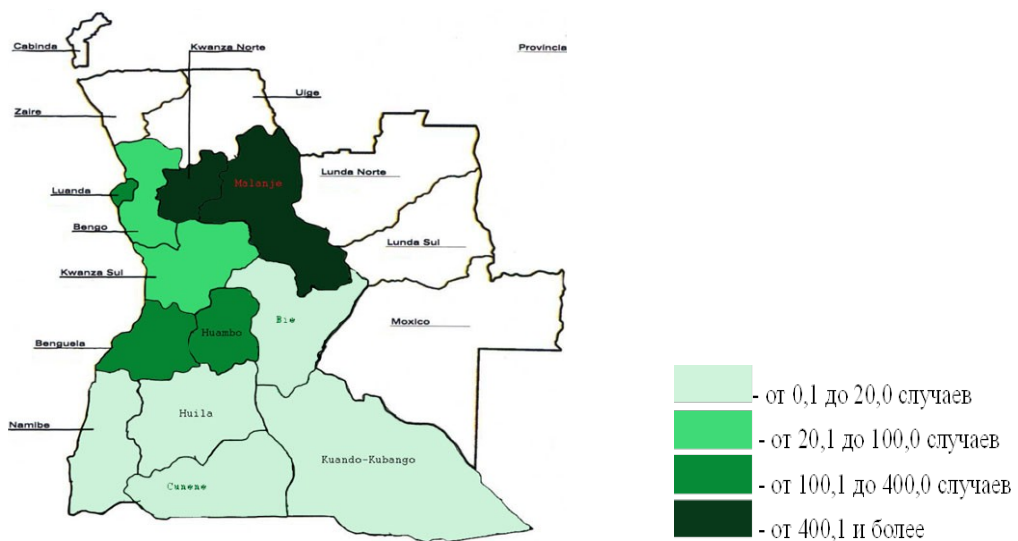 Cabinda
Kwanza Norte
Provincia
Zaire
Uige
Malanje
Lunda Norte
Luanda
Bengo
Lunda Sul
Kwanza Sul
Bie
Moxico
Huambo
Benguela
Huila
Namibe
Kuando-Kubango
Cunene
- от 0,1 до 20,0 случаев
- от 20,1 до 100,0 случаев
- от 100,1 до 400,0 случаев
- от 400,1 и более